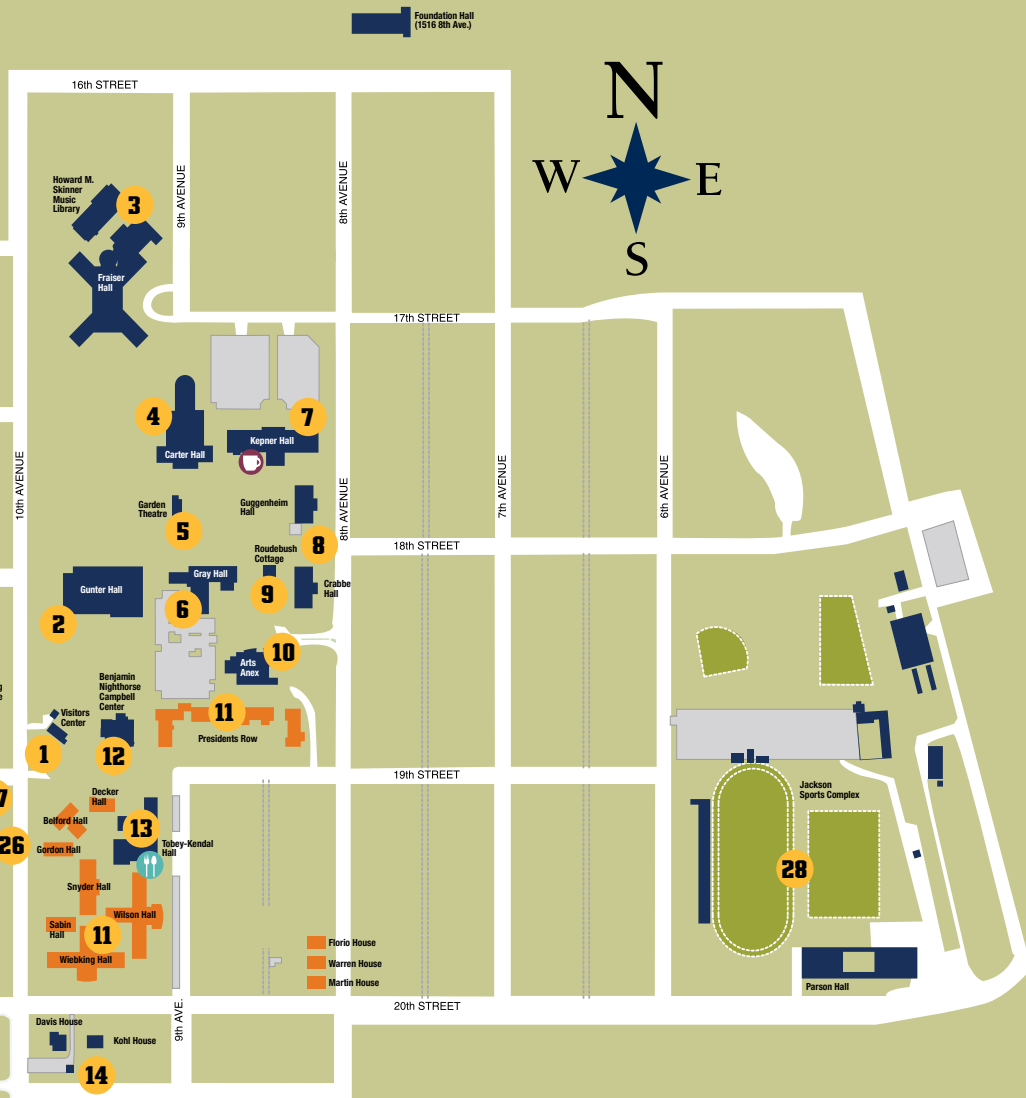 Foundation Hall
(1516 8th Ave.)
16th STREET
N
W
E
S
9th AVENUE
8th AVENUE
Howard M.
Skinner
Music
Library
3
Fraiser
Hall
17th STREET
4
7
Carter Hall
Kepner Hall
10th AVENUE
8th AVENUE
7th AVENUE
6th AVENUE
Garden
Theatre
5
Guggenheim
Hall
8
18th STREET
Roudebush
Cottage
9
Gray Hall
6
Gunter Hall
2
Crabbe
Hall
Arts
Anex
10
Benjamin
Nighthorse
Campbell
Center
Visitors
Center
1
12
11
Presidents Row
19th STREET
7
26
Decker
Hall
Belford Hall
13
Tobey-Kendal
Hall
Gordon Hall
Snyder Hall
Wilson Hall
Sabin
Hall
11
Wiebking Hall
Florio House
Warren House
Martin House
Jackson
Sports Complex
28
Parson Hall
20th STREET
9th AVE.
Davis House
Kohl House
14